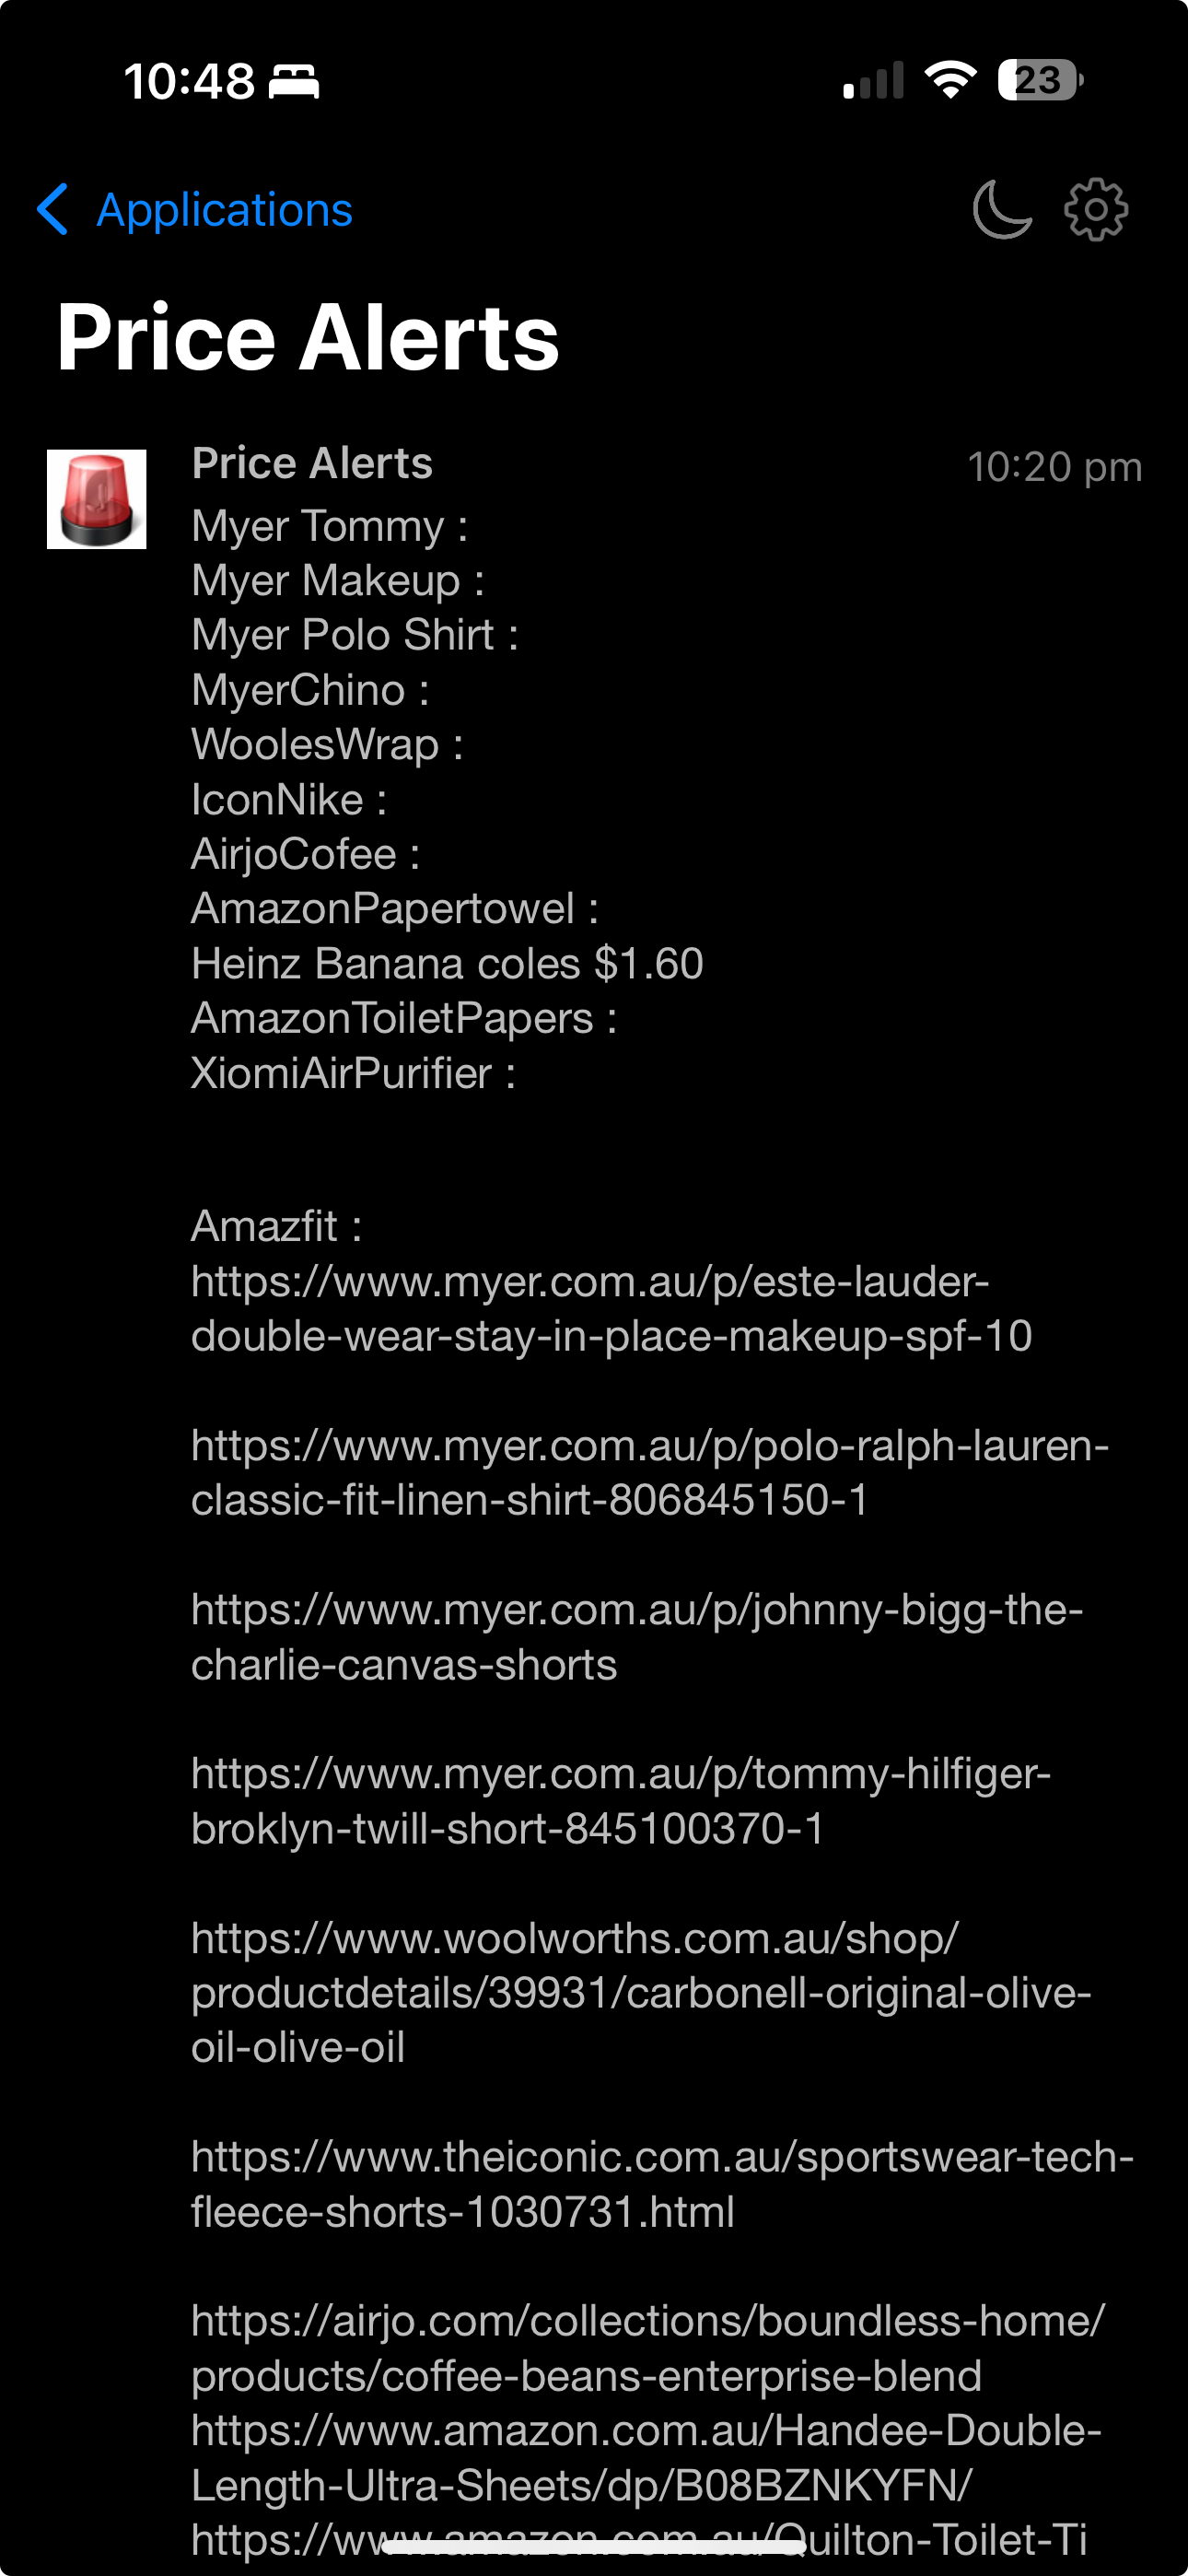 10:48
23
Applications
Price Alerts
Price Alerts
10:20 pm
Myer Tommy :
Myer Makeup :
Myer Polo Shirt :
MyerChino :
WoolesWrap :
IconNike :
AirjoCofee :
AmazonPapertowel :
Heinz Banana coles $1.60
AmazonToiletPapers :
XiomiAirPurifier :
Amazfit :
https://www.myer.com.au/p/este-lauder-
double-wear-stay-in-place-makeup-spf-10
https://www.myer.com.au/p/polo-ralph-lauren-
classic-fit-linen-shirt-806845150-1
https://www.myer.com.au/p/johnny-bigg-the-
charlie-canvas-shorts
https://www.myer.com.au/p/tommy-hilfiger-
broklyn-twill-short-845100370-1
https://www.woolworths.com.au/shop/
productdetails/39931/carbonell-original-olive-
oil-olive-oil
https://www.theiconic.com.au/sportswear-tech-
fleece-shorts-1030731.html
https://airjo.com/collections/boundless-home/
products/coffee-beans-enterprise-blend
https://www.amazon.com.au/Handee-Double-
Length-Ultra-Sheets/dp/B08BZNKYFN/
https://www.amazon.com.au/Quilton-Toilet-Ti